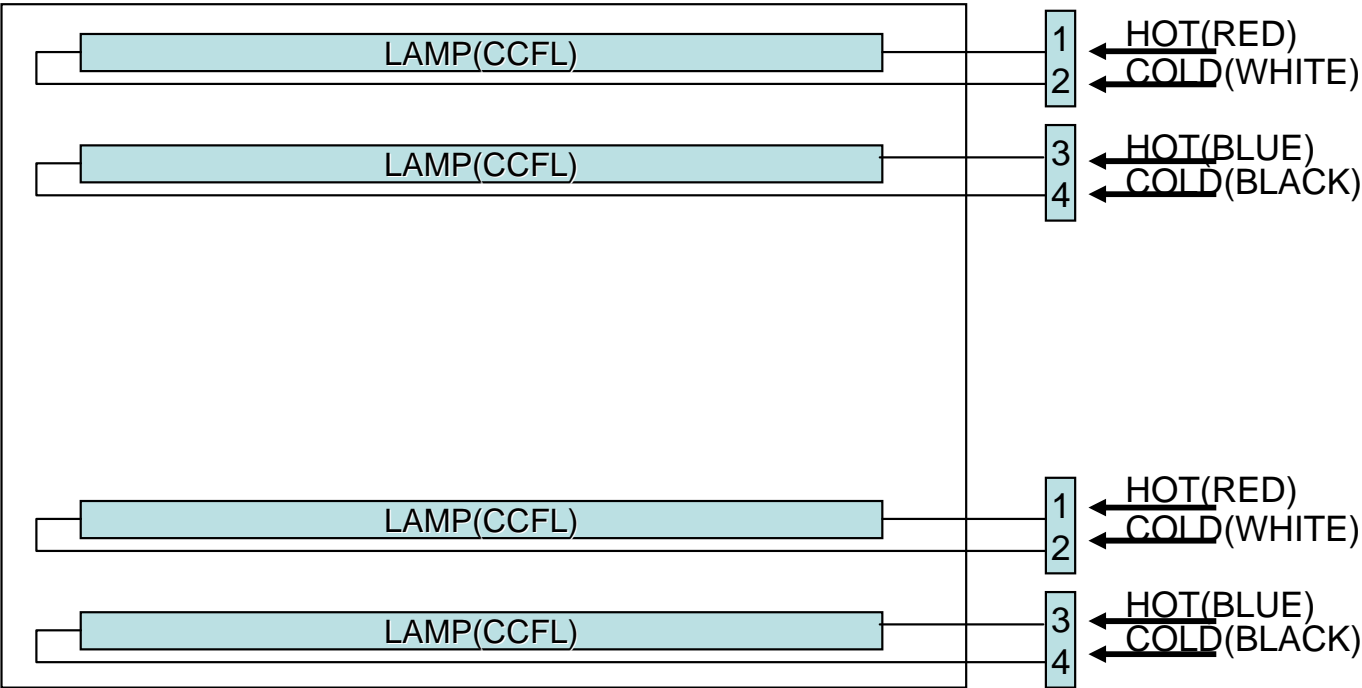 LAMP(CCFL)
1 HOT(RED)
2 COLD(WHITE)
LAMP(CCFL)
3 HOT(BLUE)
4 COLD(BLACK)
LAMP(CCFL)
1 HOT(RED)
2 COLD(WHITE)
LAMP(CCFL)
3 HOT(BLUE)
4 COLD(BLACK)